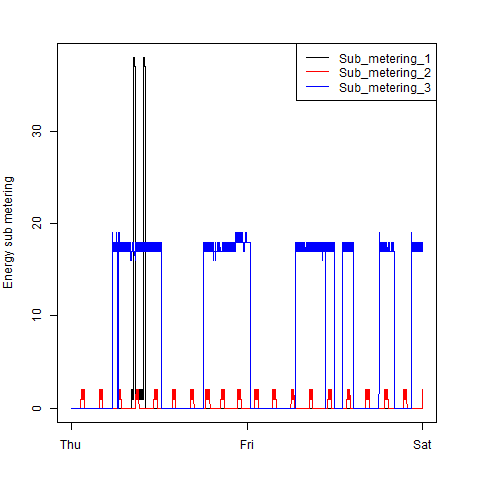 Sub_metering_1
Sub_metering_2
Sub_metering_3
Energy sub metering
30
20
10
0
Thu Fri Sat